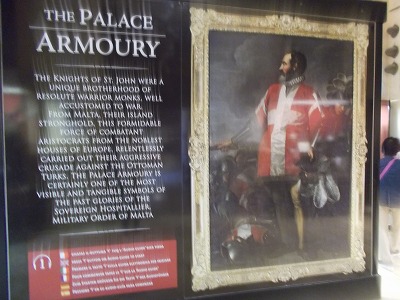 THE PALACE
ARMOURY
THE KNIGHTS OF ST. JOHN WERE A
UNIQUE BROTHERHOOD OF
RESOLUTE WARRIOR MONKS, WELL
ACCUSTOMED TO WAR.
FROM MALTA, THEIR ISLAND
STRONGHOLD, THIS FORMIDABLE
FORCE OF COMBATANT
ARISTOCRATS FROM THE NOBLEST
HOUSES OF EUROPE, RELENTLESSLY
CARRIED OUT THEIR AGGRESSIVE
CRUSADE AGAINST THE OTTOMAN
TURKS. THE PALACE ARMOURY IS
CERTAINLY ONE OF THE MOST
VISIBLE AND TANGIBLE SYMBOLS OF
THE PAST GLORIES OF THE
SOVEREIGN HOSPITALLIER,
MILITARY ORDER OF MALTA